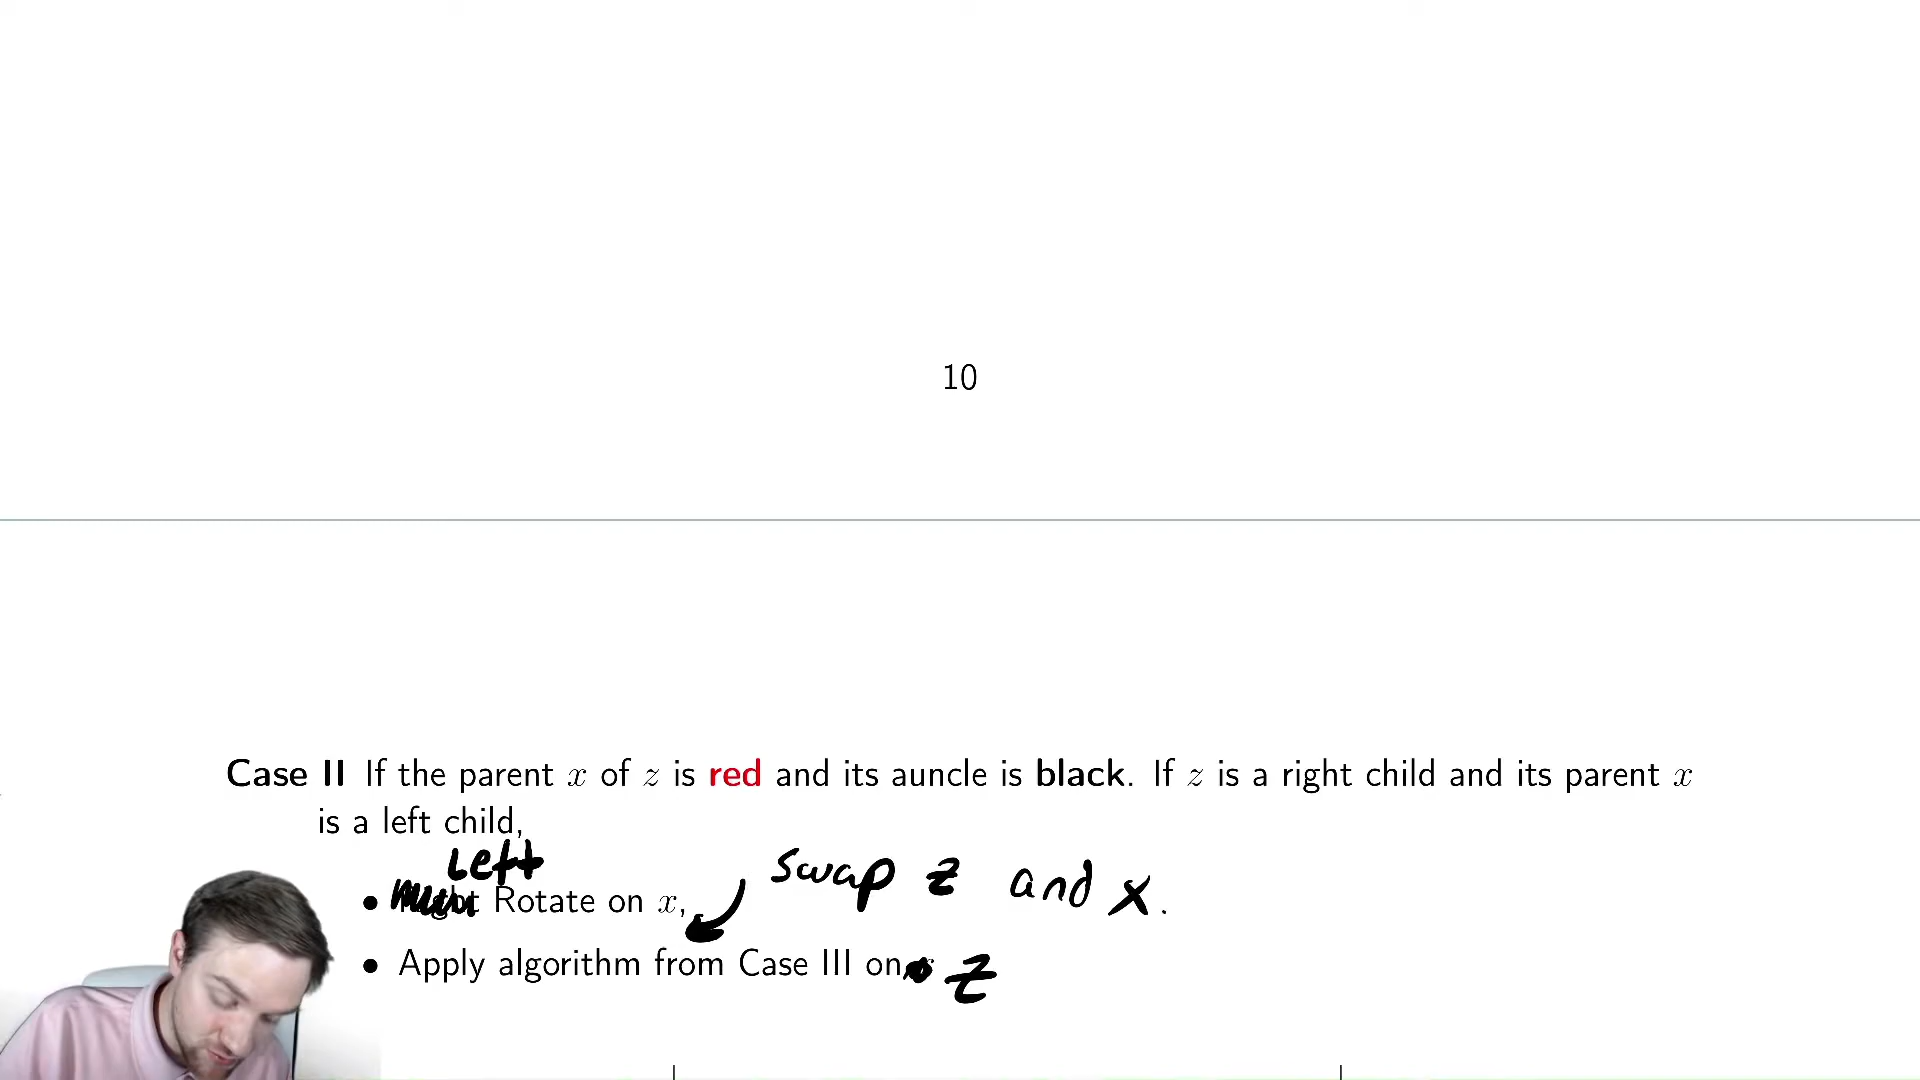 10
Case II If the parent x of z is red and its auncle is black. If z is a right child and its parent x
is a left child,
Left
swap z and x.
• Right Rotate on x,
• Apply algorithm from Case III on z